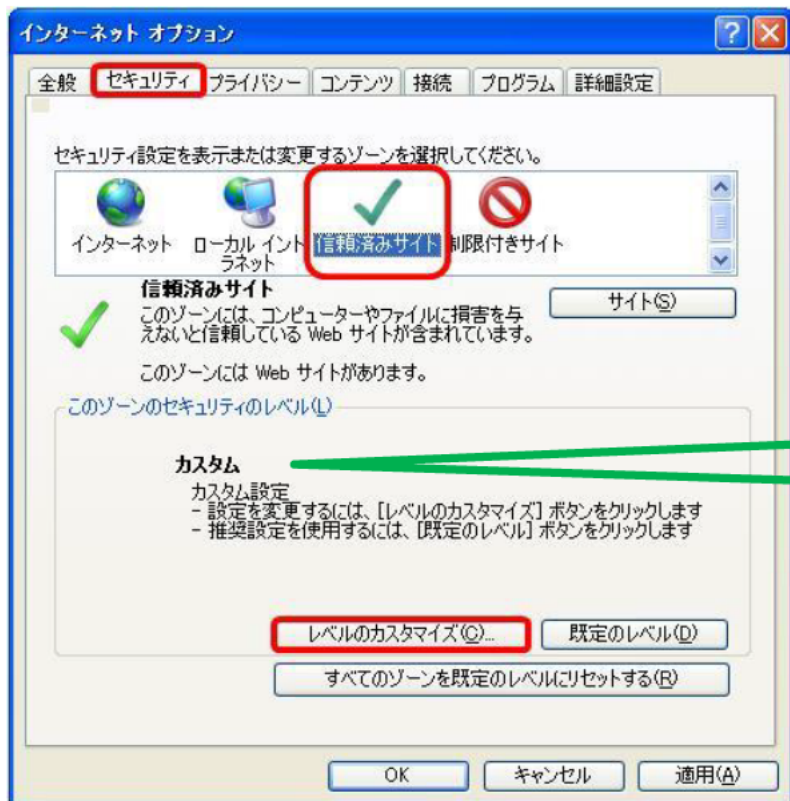 インターネット オプション
全般 セキュリティ プライバシー コンテンツ 接続 プログラム 詳細設定
セキュリティ設定を表示または変更するゾーンを選択してください。
インターネット ローカル イント 信頼済みサイト 制限付きサイト
ラネット
信頼済みサイト
サイト(S)
このゾーンには、コンピューターやファイルに損害を与
えないと信頼している Web サイトが含まれています。
このゾーンには Web サイトがあります。
このゾーンのセキュリティのレベル(L)
カスタム
カスタム設定
- 設定を変更するには、[レベルのカスタマイズ] ボタンをクリックします
- 推奨設定を使用するには、[既定のレベル] ボタンをクリックします
レベルのカスタマイズ(C)... 既定のレベル(D)
すべてのゾーンを既定のレベルにリセットする(R)
OK キャンセル 適用(A)